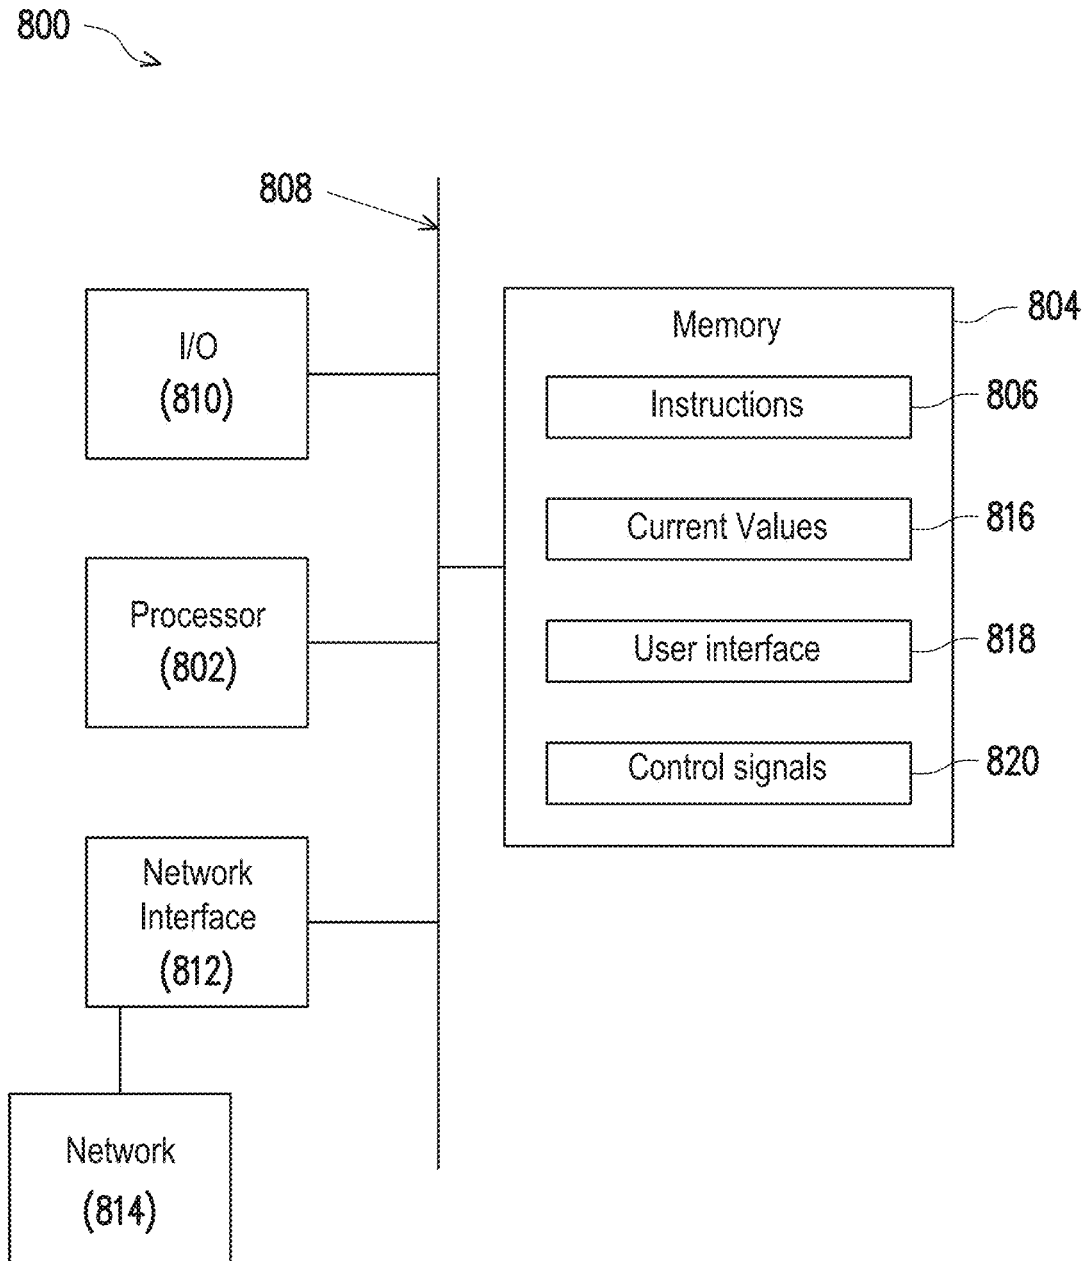 800
808
I/O
(810)
Memory
804
Instructions
806
Current Values
816
Processor
(802)
User interface
818
Control signals
820
Network
Interface
(812)
Network
(814)